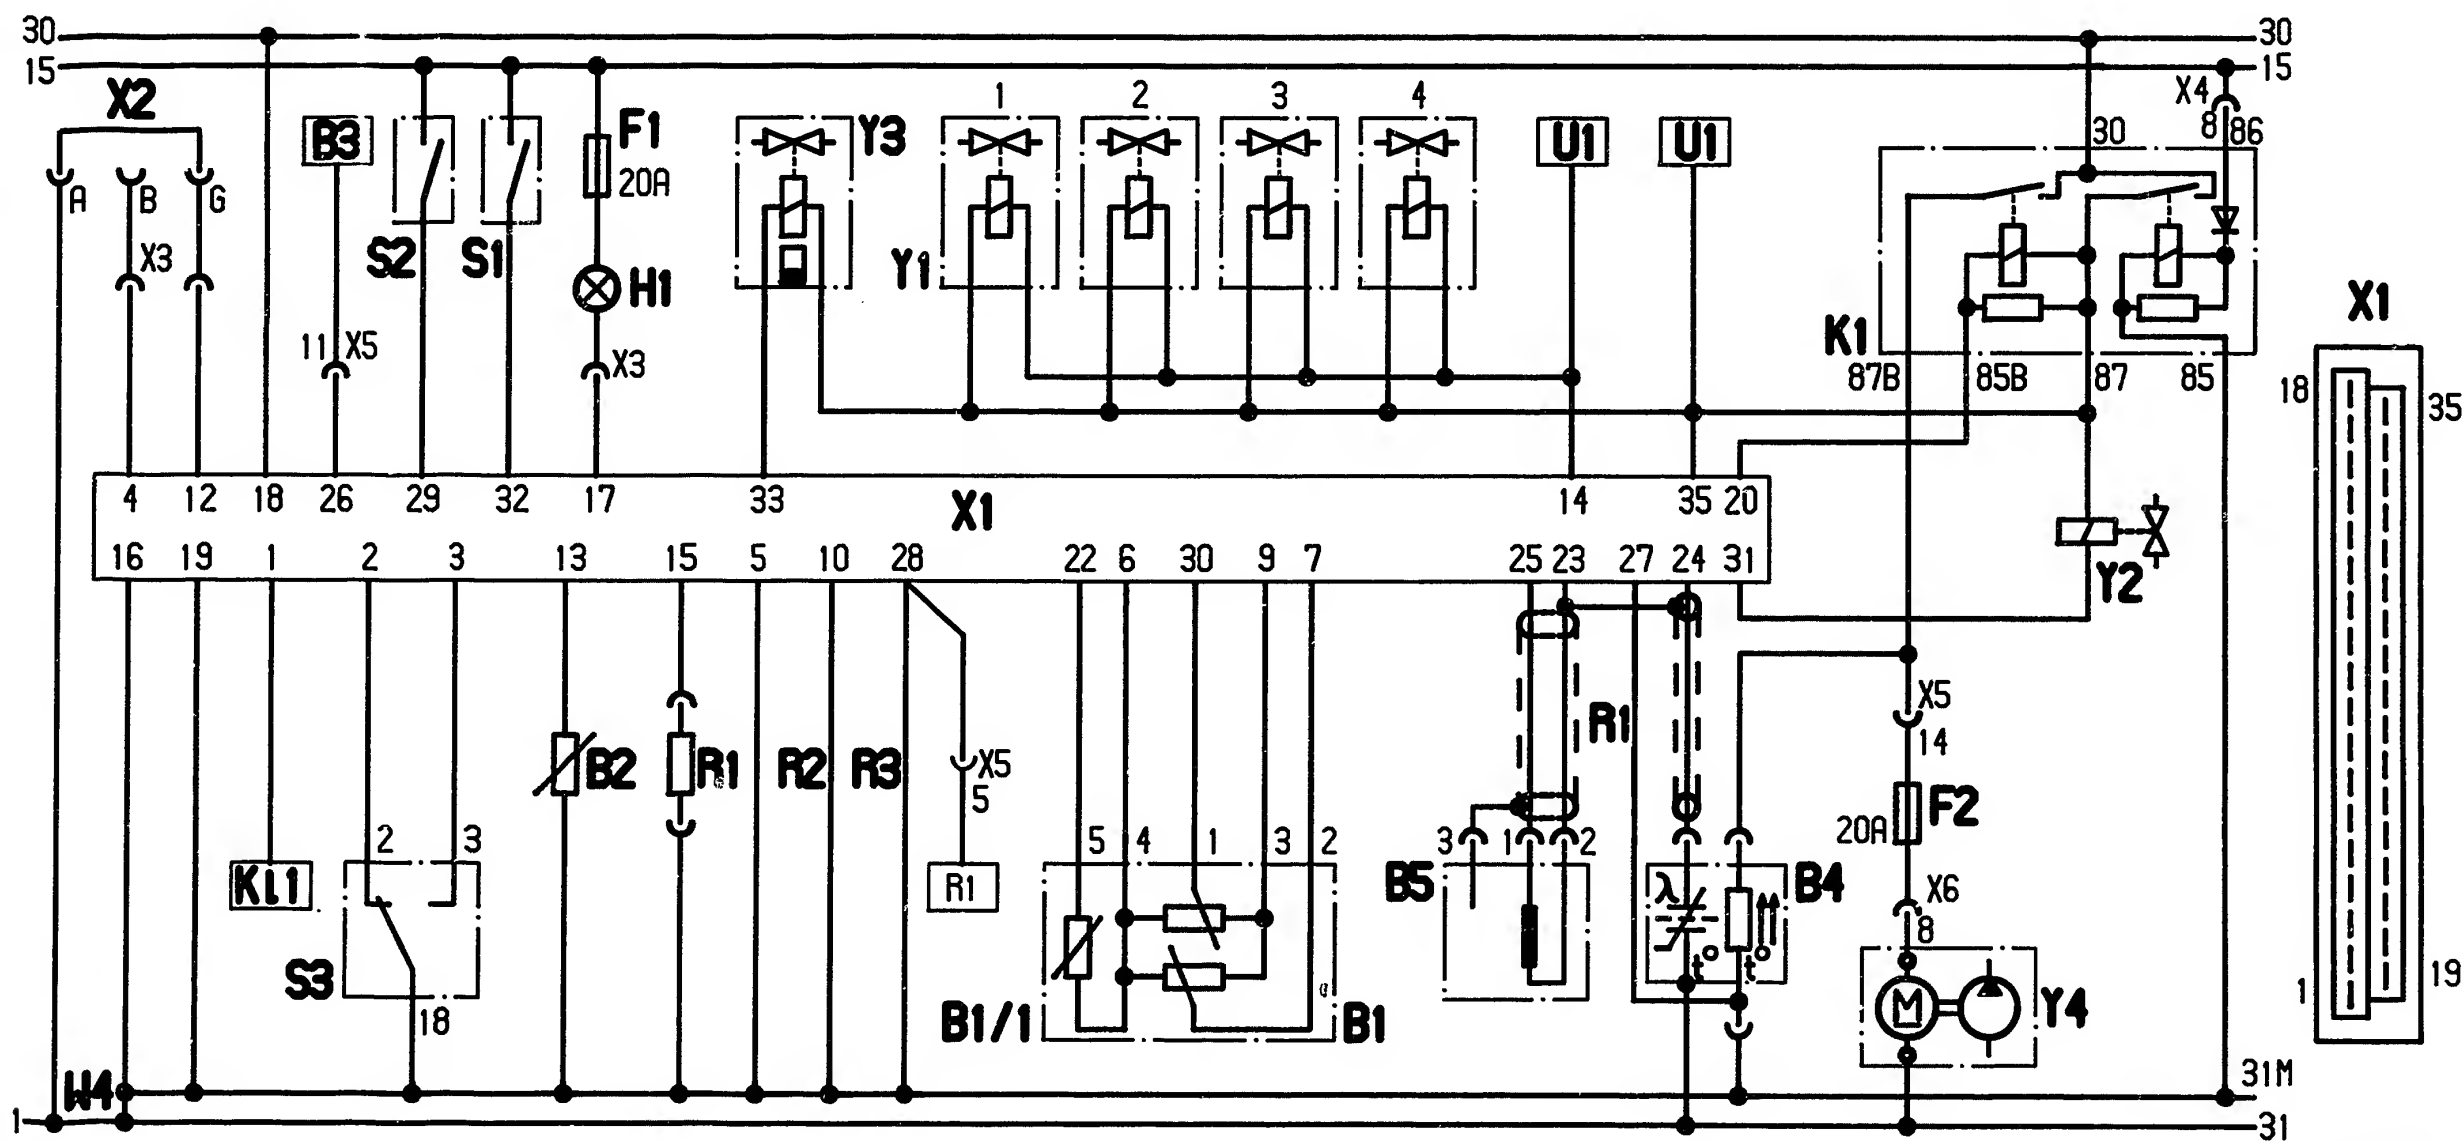 30 30
15 15
X2 1 2 3 4 X4
B3 F1 Y3 U1 U1 30 8 86
A B G 20A
X3 S2 S1 Y1
H1 X1
11 X5 X3 K1
87B 85B 87 85
18 35
4 12 18 26 29 32 17 33 X1 14 35 20
16 19 1 2 3 13 15 5 10 28 22 6 30 9 7 25 23 27 24 31
Y2
X5
R1 14
B2 R1 R2 R3 X5
5 F2
20A
2 3 5 4 1 3 2 3 1 2
KL1 R1 B5 λ B4 X6
8
t° t°
S3 M Y4 1 19
18 B1/1 B1
W4 31M
1 31